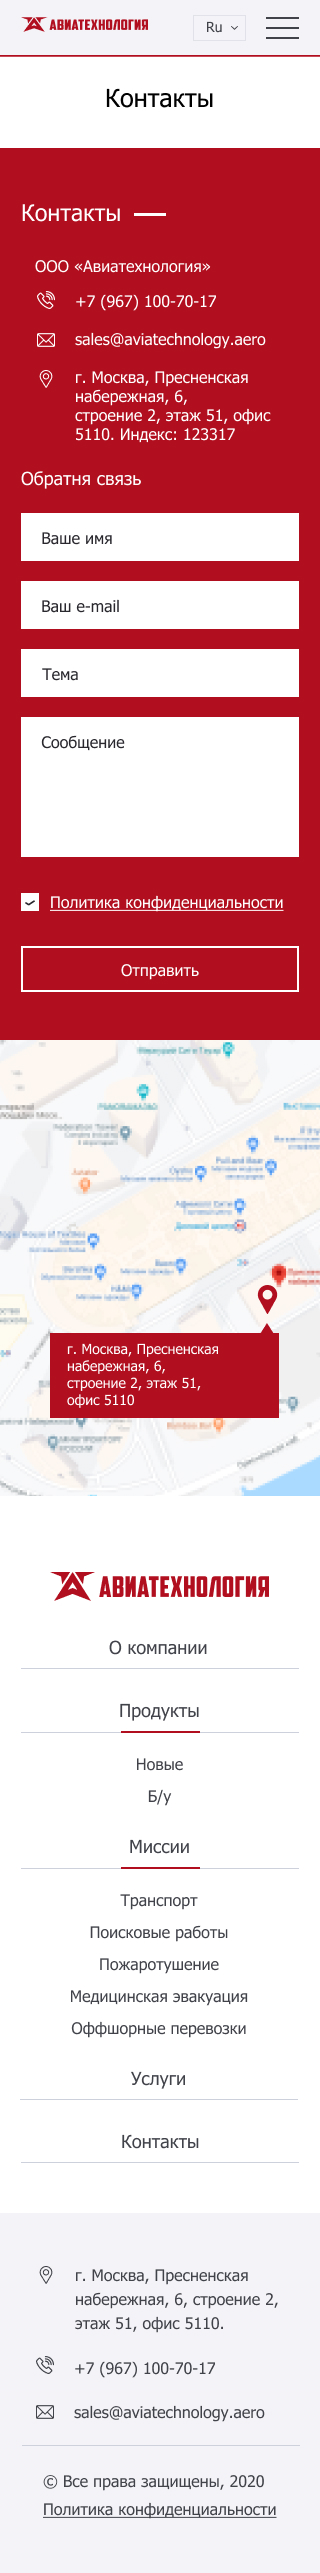 АВИАТЕХНОЛОГИЯ
Ru
Контакты
Контакты
ООО «Авиатехнология»
+7 (967) 100-70-17
sales@aviatechnology.aero
г. Москва, Пресненская
набережная, 6,
строение 2, этаж 51, офис
5110. Индекс: 123317
Обратня связь
Ваше имя
Ваш e-mail
Тема
Сообщение
Политика конфиденциальности
Отправить
г. Москва, Пресненская
набережная, 6,
строение 2, этаж 51,
офис 5110
АВИАТЕХНОЛОГИЯ
О компании
Продукты
Новые
Б/у
Миссии
Транспорт
Поисковые работы
Пожаротушение
Медицинская эвакуация
Оффшорные перевозки
Услуги
Контакты
г. Москва, Пресненская
набережная, 6, строение 2,
этаж 51, офис 5110.
+7 (967) 100-70-17
sales@aviatechnology.aero
© Все права защищены, 2020
Политика конфиденциальности